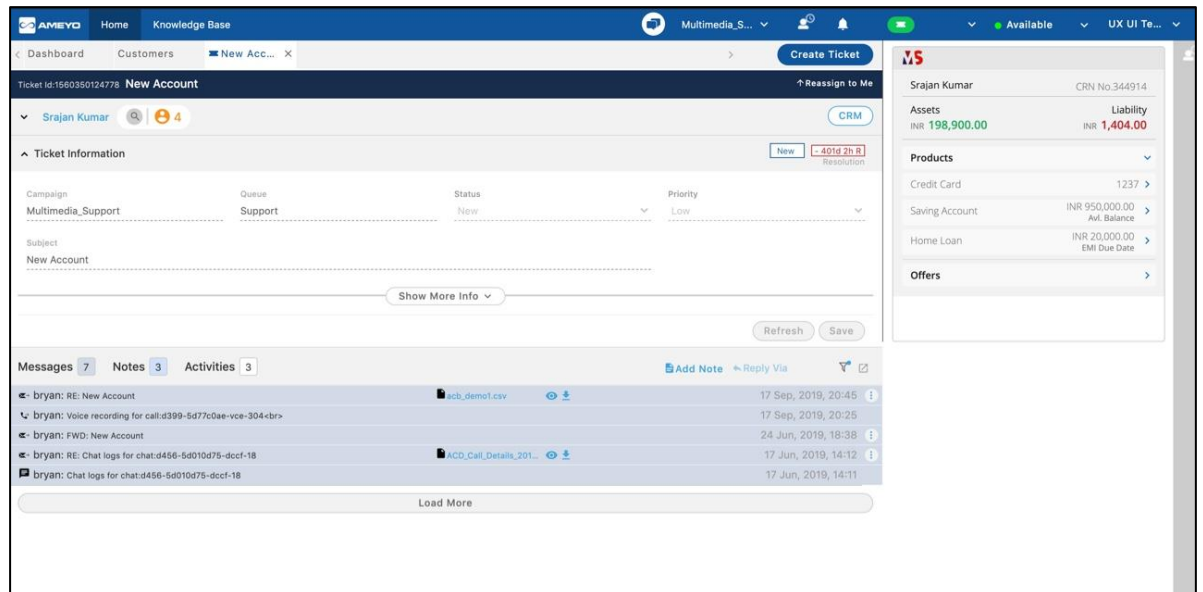 AMEYO Home Knowledge Base Multimedia_S... Available UX UI Te...
Dashboard Customers New Acc... Create Ticket
Ticket Id:1560350124778 New Account Reassign to Me
Srajan Kumar 4 CRM
Ticket Information New - 401d 2h R
Resolution
Campaign Queue Status Priority
Multimedia_Support Support New Low
Subject
New Account
Show More Info
Refresh Save
Messages 7 Notes 3 Activities 3 Add Note Reply Via
bryan: RE: New Account acb_demo1.csv 17 Sep, 2019, 20:45
bryan: Voice recording for call:d399-5d77c0ae-vce-304<br> 17 Sep, 2019, 20:25
bryan: FWD: New Account 24 Jun, 2019, 18:38
bryan: RE: Chat logs for chat:d456-5d010d75-dccf-18 ACD_Call_Details_201... 17 Jun, 2019, 14:12
bryan: Chat logs for chat:d456-5d010d75-dccf-18 17 Jun, 2019, 14:11
Load More
MS
Srajan Kumar CRN No.344914
Assets Liability
INR 198,900.00 INR 1,404.00
Products
Credit Card 1237
Saving Account INR 950,000.00
Avl. Balance
Home Loan INR 20,000.00
EMI Due Date
Offers